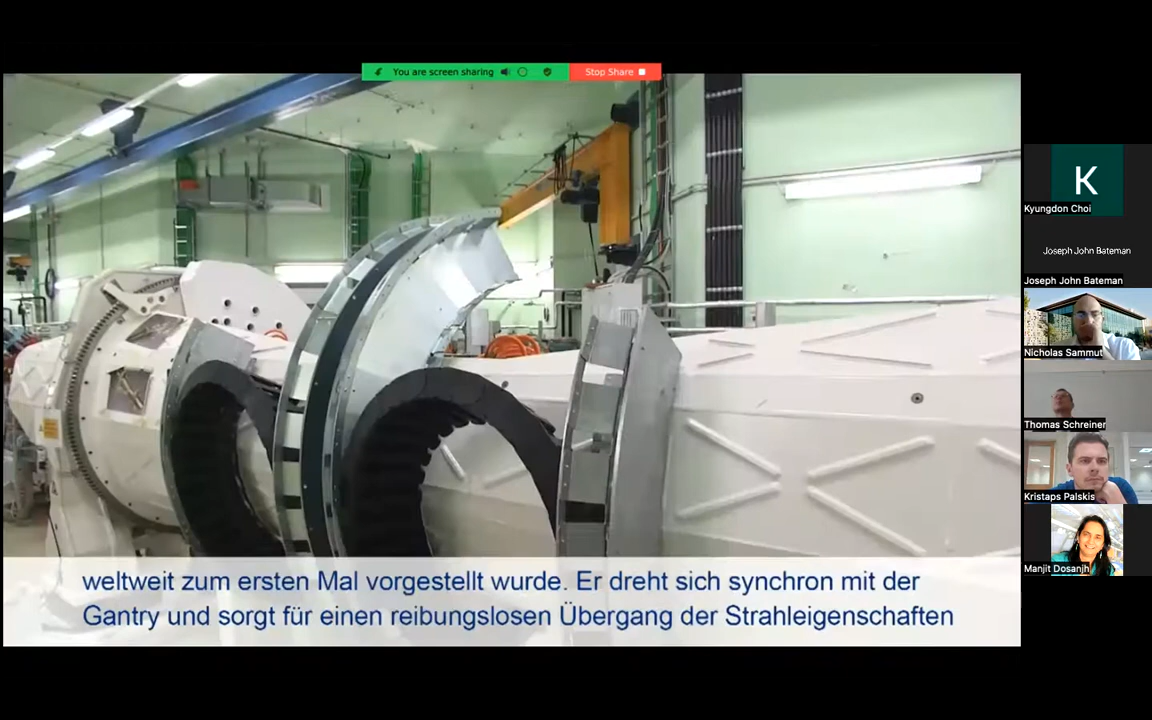 You are screen sharing
Stop Share
K
Kyungdon Choi
Joseph John Bateman
Joseph John Bateman
Nicholas Sammut
Thomas Schreiner
Kristaps Palskis
Manjit Dosanjh
weltweit zum ersten Mal vorgestellt wurde. Er dreht sich synchron mit der
Gantry und sorgt für einen reibungslosen Übergang der Strahleigenschaften